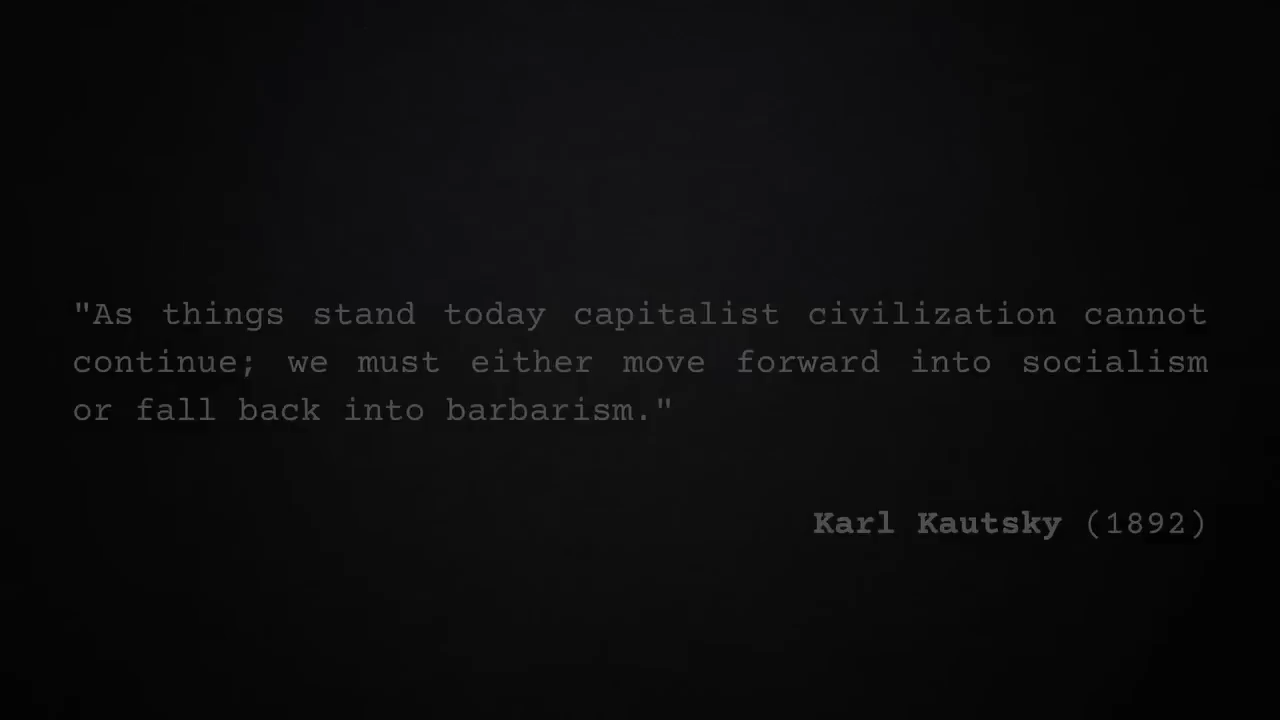 "As things stand today capitalist civilization cannot
continue; we must either move forward into socialism
or fall back into barbarism."
Karl Kautsky (1892)